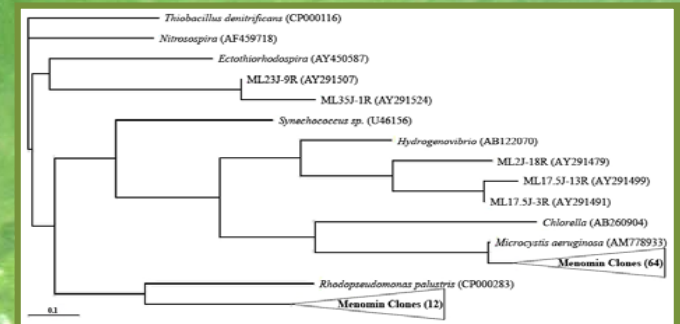 Thiobacillus denitrificans (CP000116)
Nitrosospira (AF459718)
Ectothiorhodospira (AY450587)
ML23J-9R (AY291507)
ML35J-1R (AY291524)
Synechococcus sp. (U46156)
Hydrogenovibrio (AB122070)
ML2J-18R (AY291479)
ML17.5J-13R (AY291499)
ML17.5J-3R (AY291491)
Chlorella (AB260904)
Microcystis aeruginosa (AM778933)
Menomin Clones (64)
Rhodopseudomonas palustris (CP000283)
Menomin Clones (12)
0.1